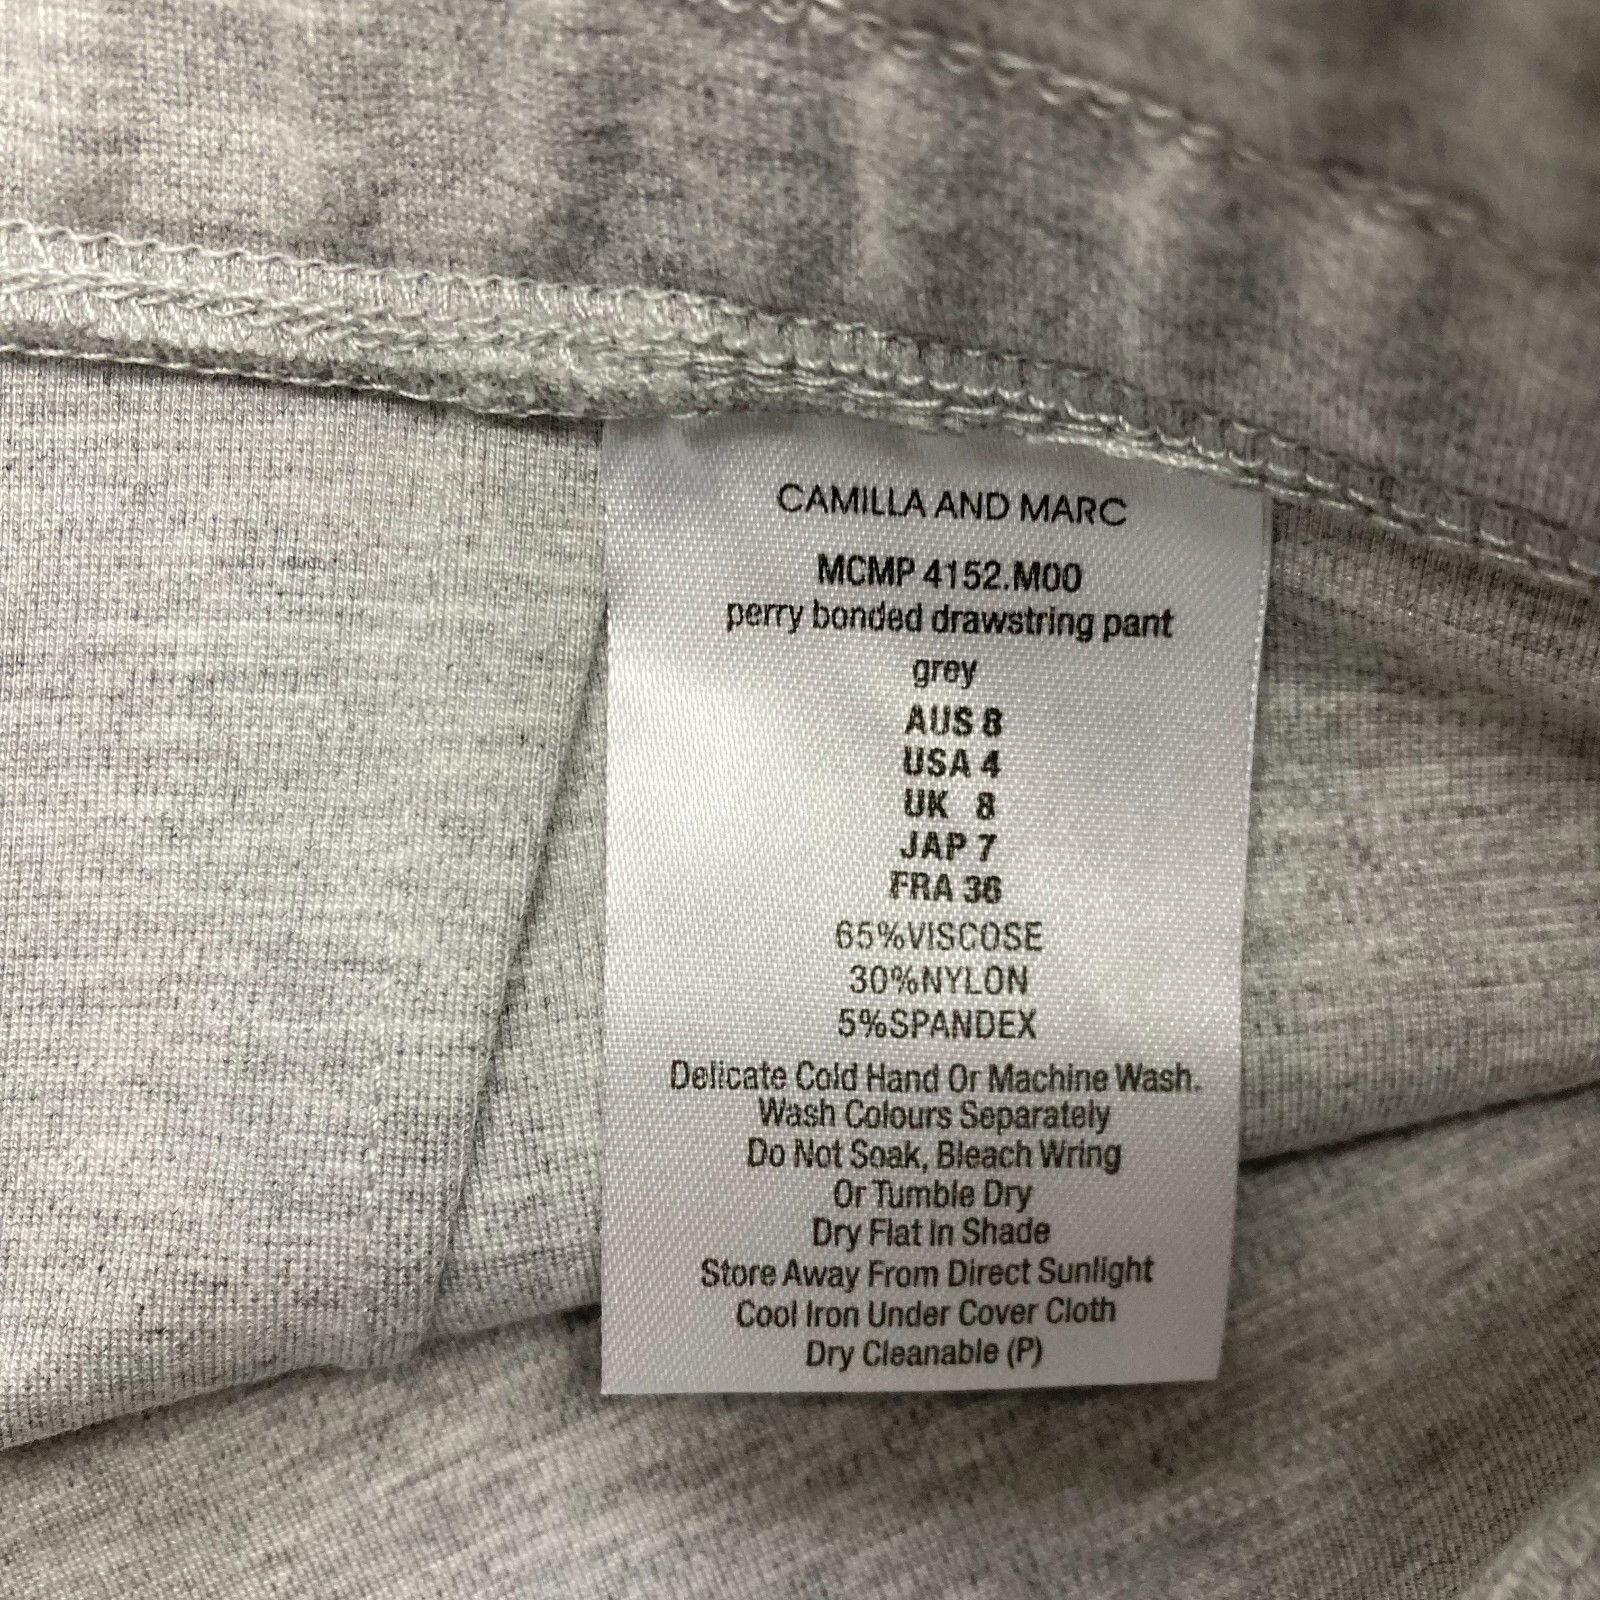 CAMILLA AND MARC
MCMP 4152.M00
perry bonded drawstring pant
grey
AUS 8
USA 4
UK 8
JAP 7
FRA 36
65%VISCOSE
30%NYLON
5%SPANDEX
Delicate Cold Hand Or Machine Wash.
Wash Colours Separately
Do Not Soak, Bleach Wring
Or Tumble Dry
Dry Flat In Shade
Store Away From Direct Sunlight
Cool Iron Under Cover Cloth
Dry Cleanable (P)